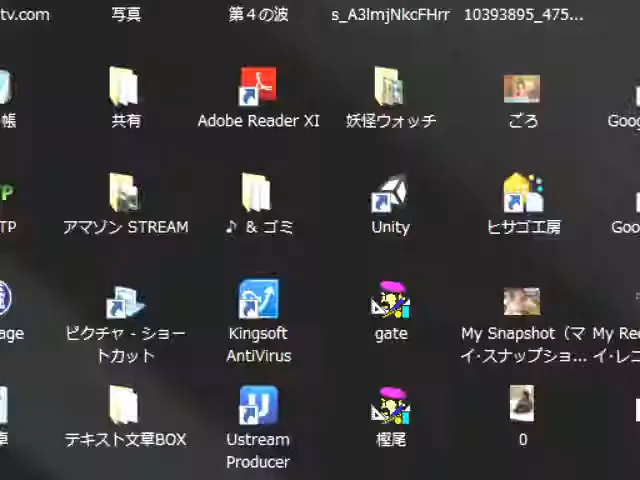 tv.com 写真 第４の波 s_A3lmjNkcFHrr 10393895_475...
帳 共有 Adobe Reader XI 妖怪ウォッチ ごろ Goog
TP
TP アマゾン STREAM ♪ & ゴミ Unity ヒサゴ工房 Goo
age ピクチャ - ショー Kingsoft gate My Snapshot（マ My Rec
トカット AntiVirus イ・スナップショ... イ・レコ
テキスト文章BOX Ustream 樫尾 0
Producer